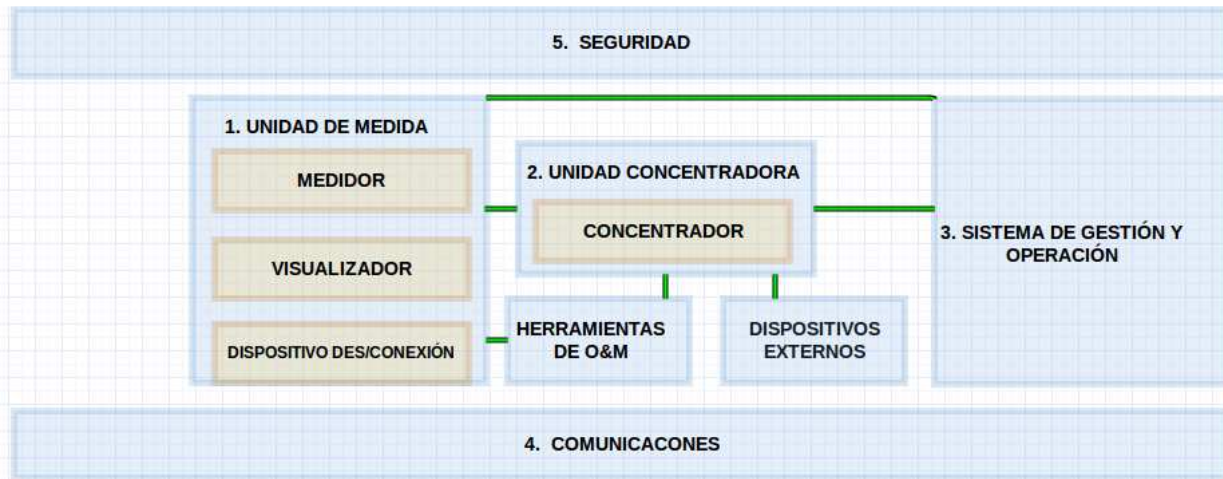 5. SEGURIDAD
1. UNIDAD DE MEDIDA
MEDIDOR
VISUALIZADOR
DISPOSITIVO DES/CONEXIÓN
2. UNIDAD CONCENTRADORA
CONCENTRADOR
HERRAMIENTAS
DE O&M
DISPOSITIVOS
EXTERNOS
3. SISTEMA DE GESTIÓN Y
OPERACIÓN
4. COMUNICACONES